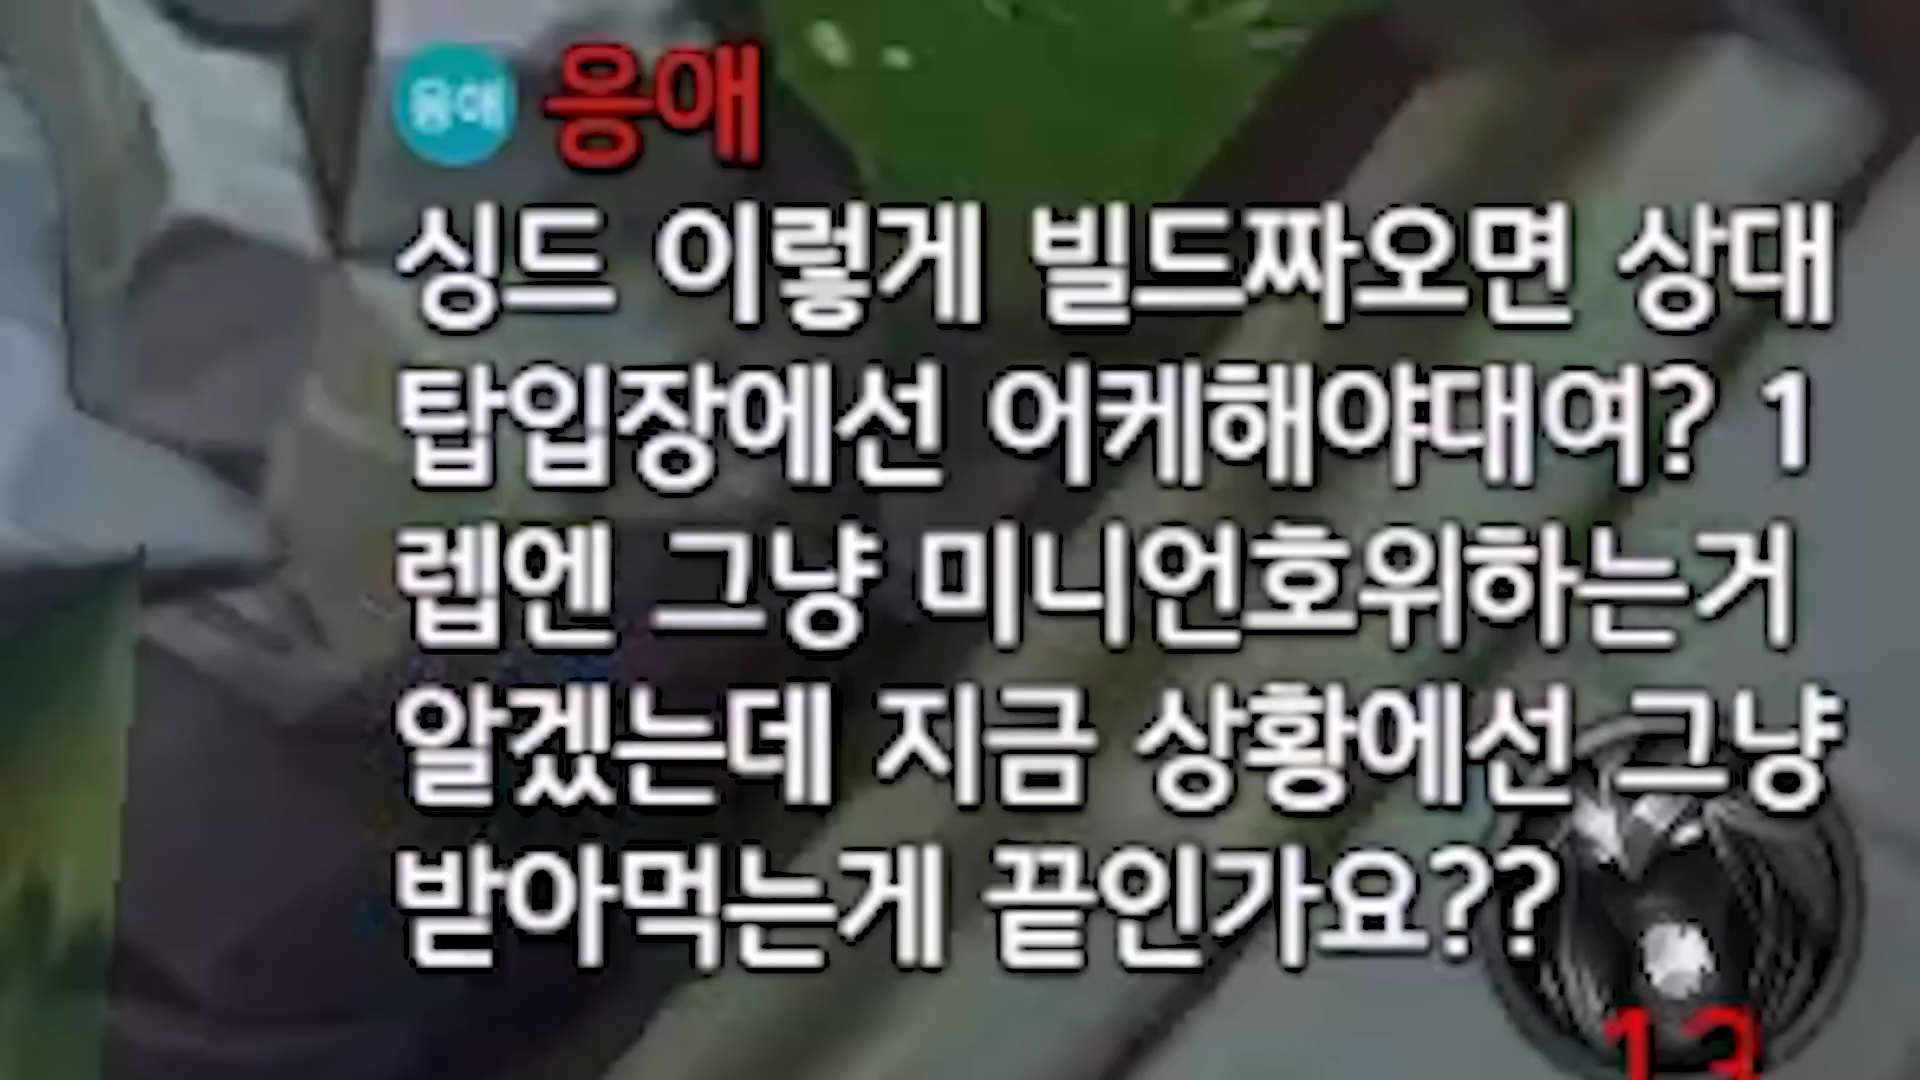 응애 응애
싱드 이렇게 빌드짜오면 상대
탑입장에선 어케해야대여? 1
렙엔 그냥 미니언호위하는거
알겠는데 지금 상황에선 그냥
받아먹는게 끝인가요??
13